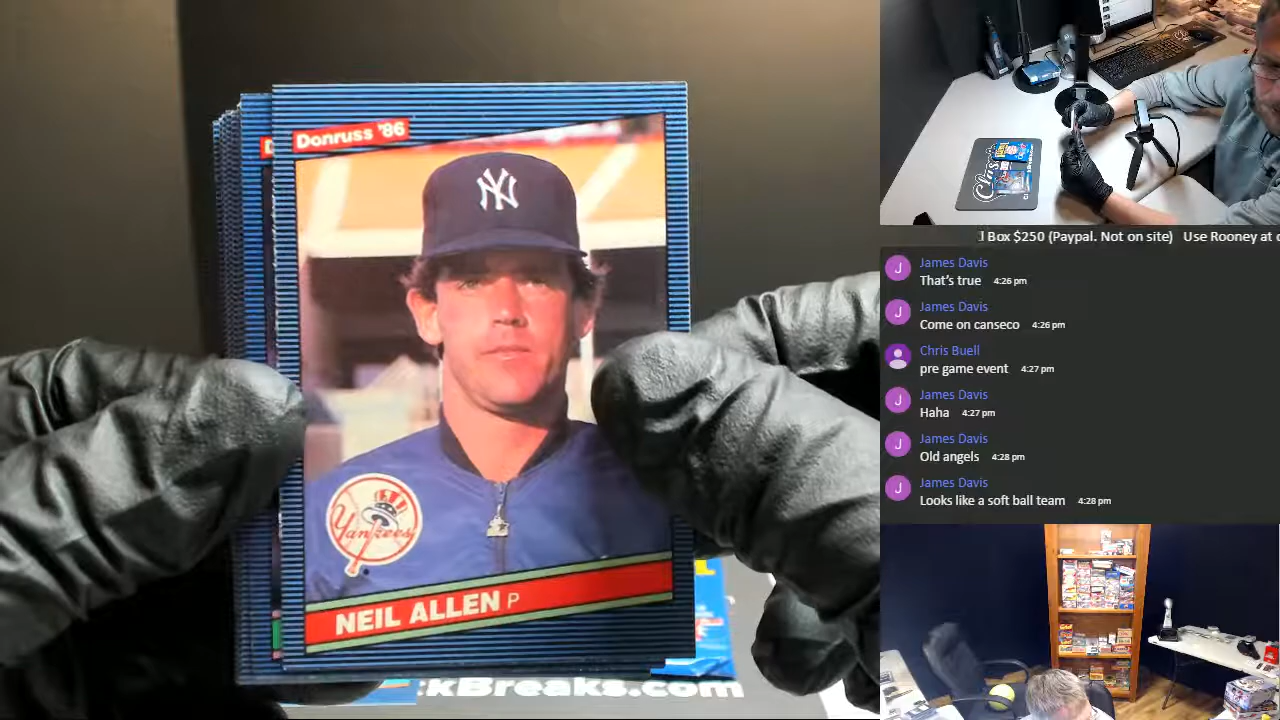 Donruss '86
NY
Yankees
NEIL ALLEN P
ckBreaks.com
Box $250 (Paypal. Not on site) Use Rooney at
James Davis
That's true 4:26 pm
James Davis
Come on canseco 4:26 pm
Chris Buell
pre game event 4:27 pm
James Davis
Haha 4:27 pm
James Davis
Old angels 4:28 pm
James Davis
Looks like a soft ball team 4:28 pm